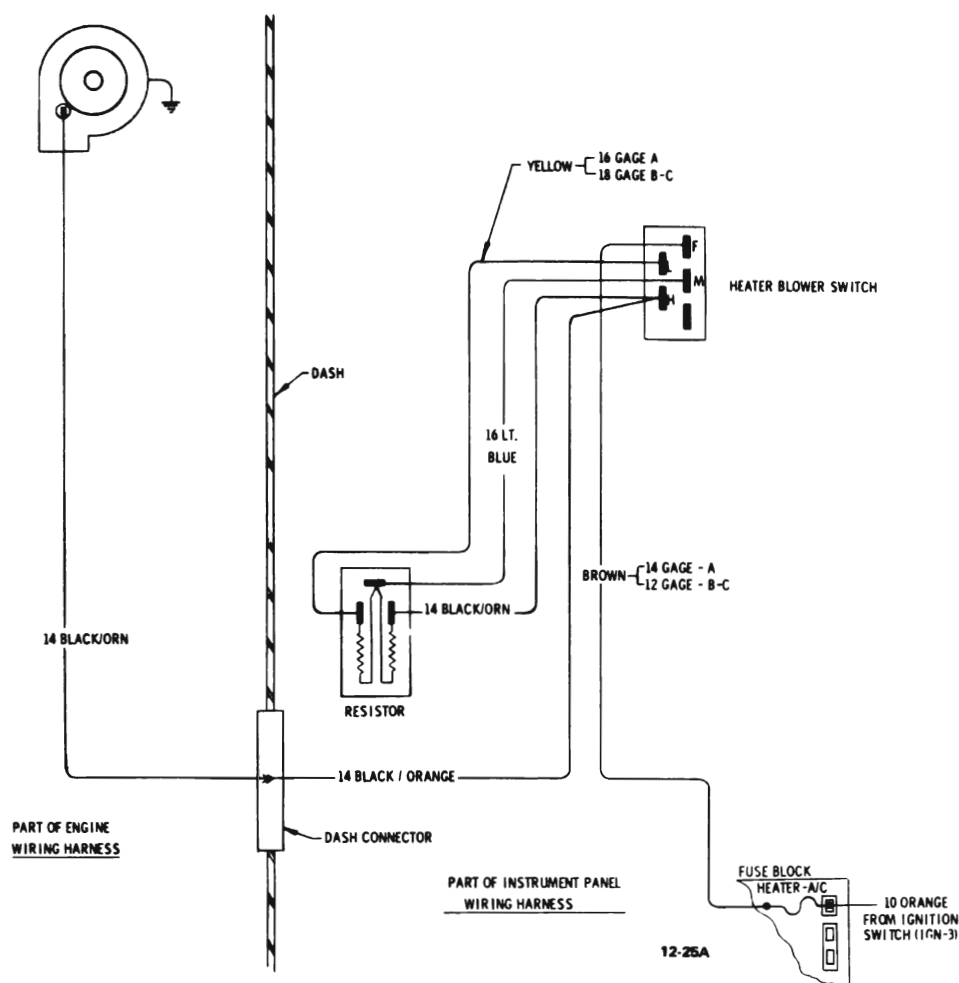 YELLOW
16 GAGE A
18 GAGE B-C
F
L
M
H
HEATER BLOWER SWITCH
DASH
16 LT.
BLUE
BROWN
14 GAGE - A
12 GAGE - B-C
14 BLACK/ORN
14 BLACK/ORN
RESISTOR
14 BLACK / ORANGE
PART OF ENGINE
WIRING HARNESS
DASH CONNECTOR
PART OF INSTRUMENT PANEL
WIRING HARNESS
FUSE BLOCK
HEATER-A/C
10 ORANGE
FROM IGNITION
SWITCH (IGN-3)
12-25A